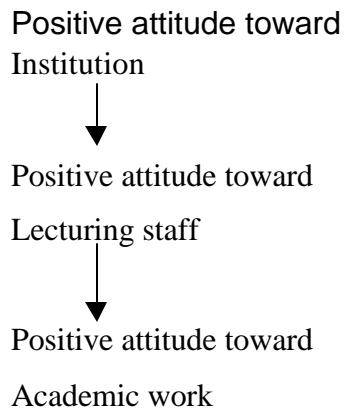 Positive attitude toward
Institution
Positive attitude toward
Lecturing staff
Positive attitude toward
Academic work